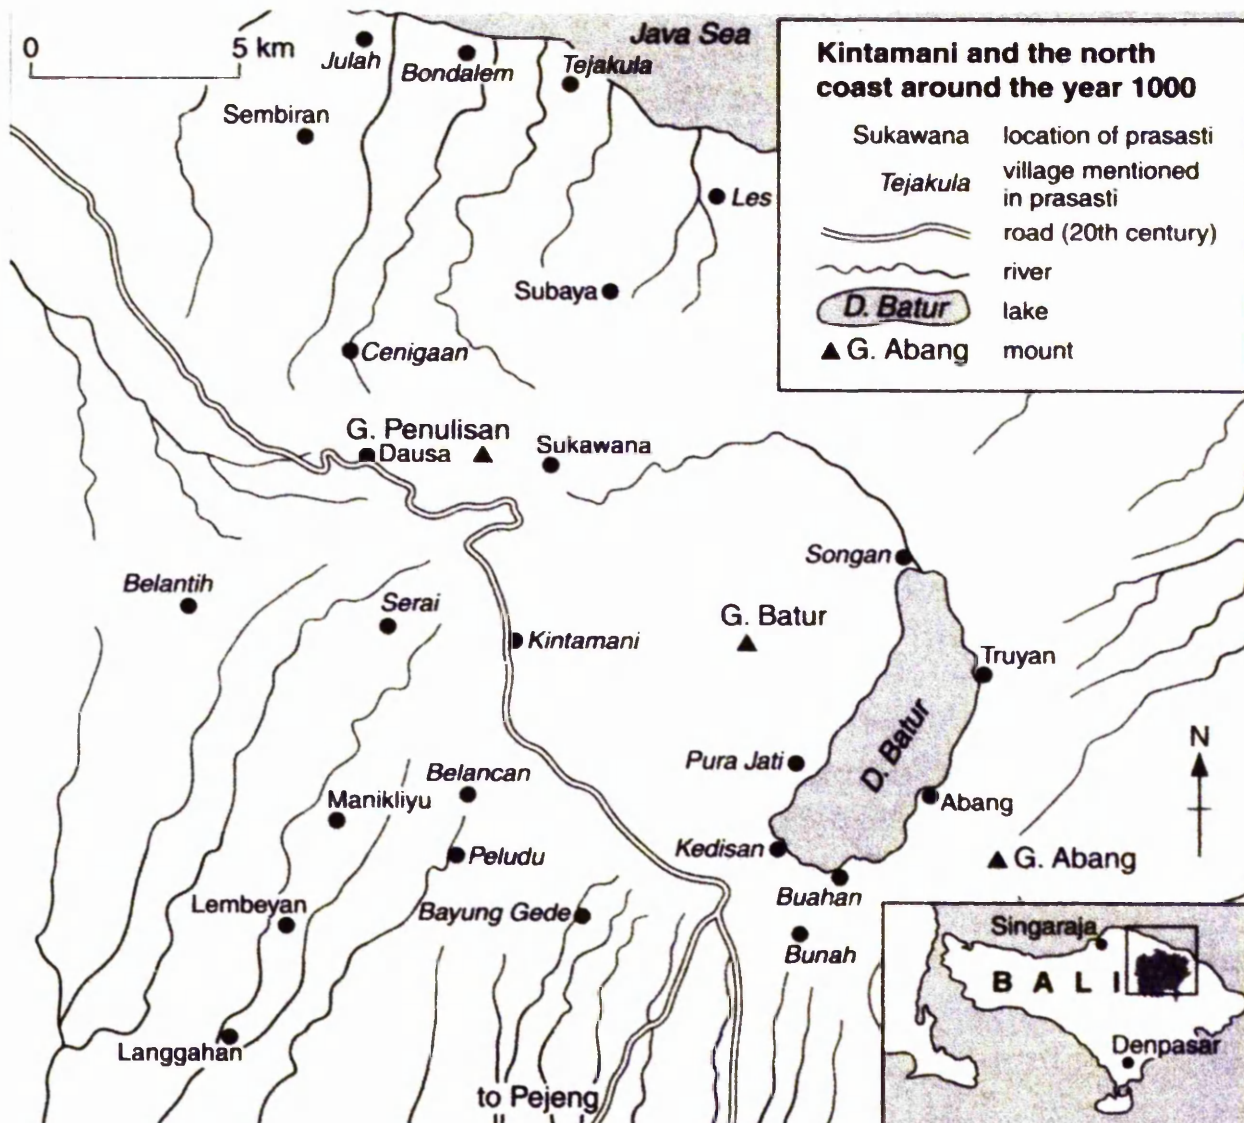 0 5 km
Java Sea
Julah
Bondalem
Tejakula
Sembiran
Les
Subaya
Cenigaan
G. Penulisan
Dausa
Sukawana
Songan
Belantih
Serai
G. Batur
Kintamani
Truyan
D. Batur
Pura Jati
Belancan
Manikliyu
Abang
Kedisan
Peludu
G. Abang
Buahan
Lembeyan
Bayung Gede
Bunah
Langgahan
to Pejeng
N
Kintamani and the north
coast around the year 1000
Sukawana location of prasasti
Tejakula village mentioned
in prasasti
road (20th century)
river
D. Batur lake
G. Abang mount
Singaraja
BALI
Denpasar